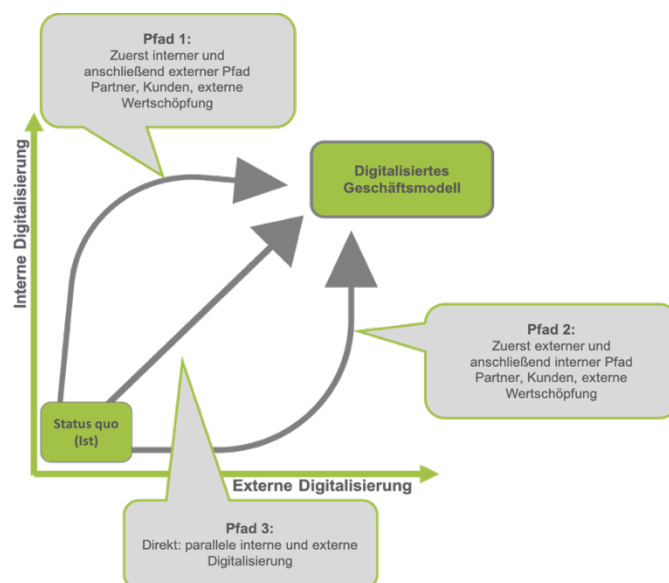 Pfad 1:
Zuerst interner und
anschließend externer Pfad
Partner, Kunden, externe
Wertschöpfung
Interne Digitalisierung
Digitalisiertes
Geschäftsmodell
Pfad 2:
Zuerst externer und
anschließend interner Pfad
Partner, Kunden, externe
Wertschöpfung
Status quo
(Ist)
Externe Digitalisierung
Pfad 3:
Direkt: parallele interne und externe
Digitalisierung